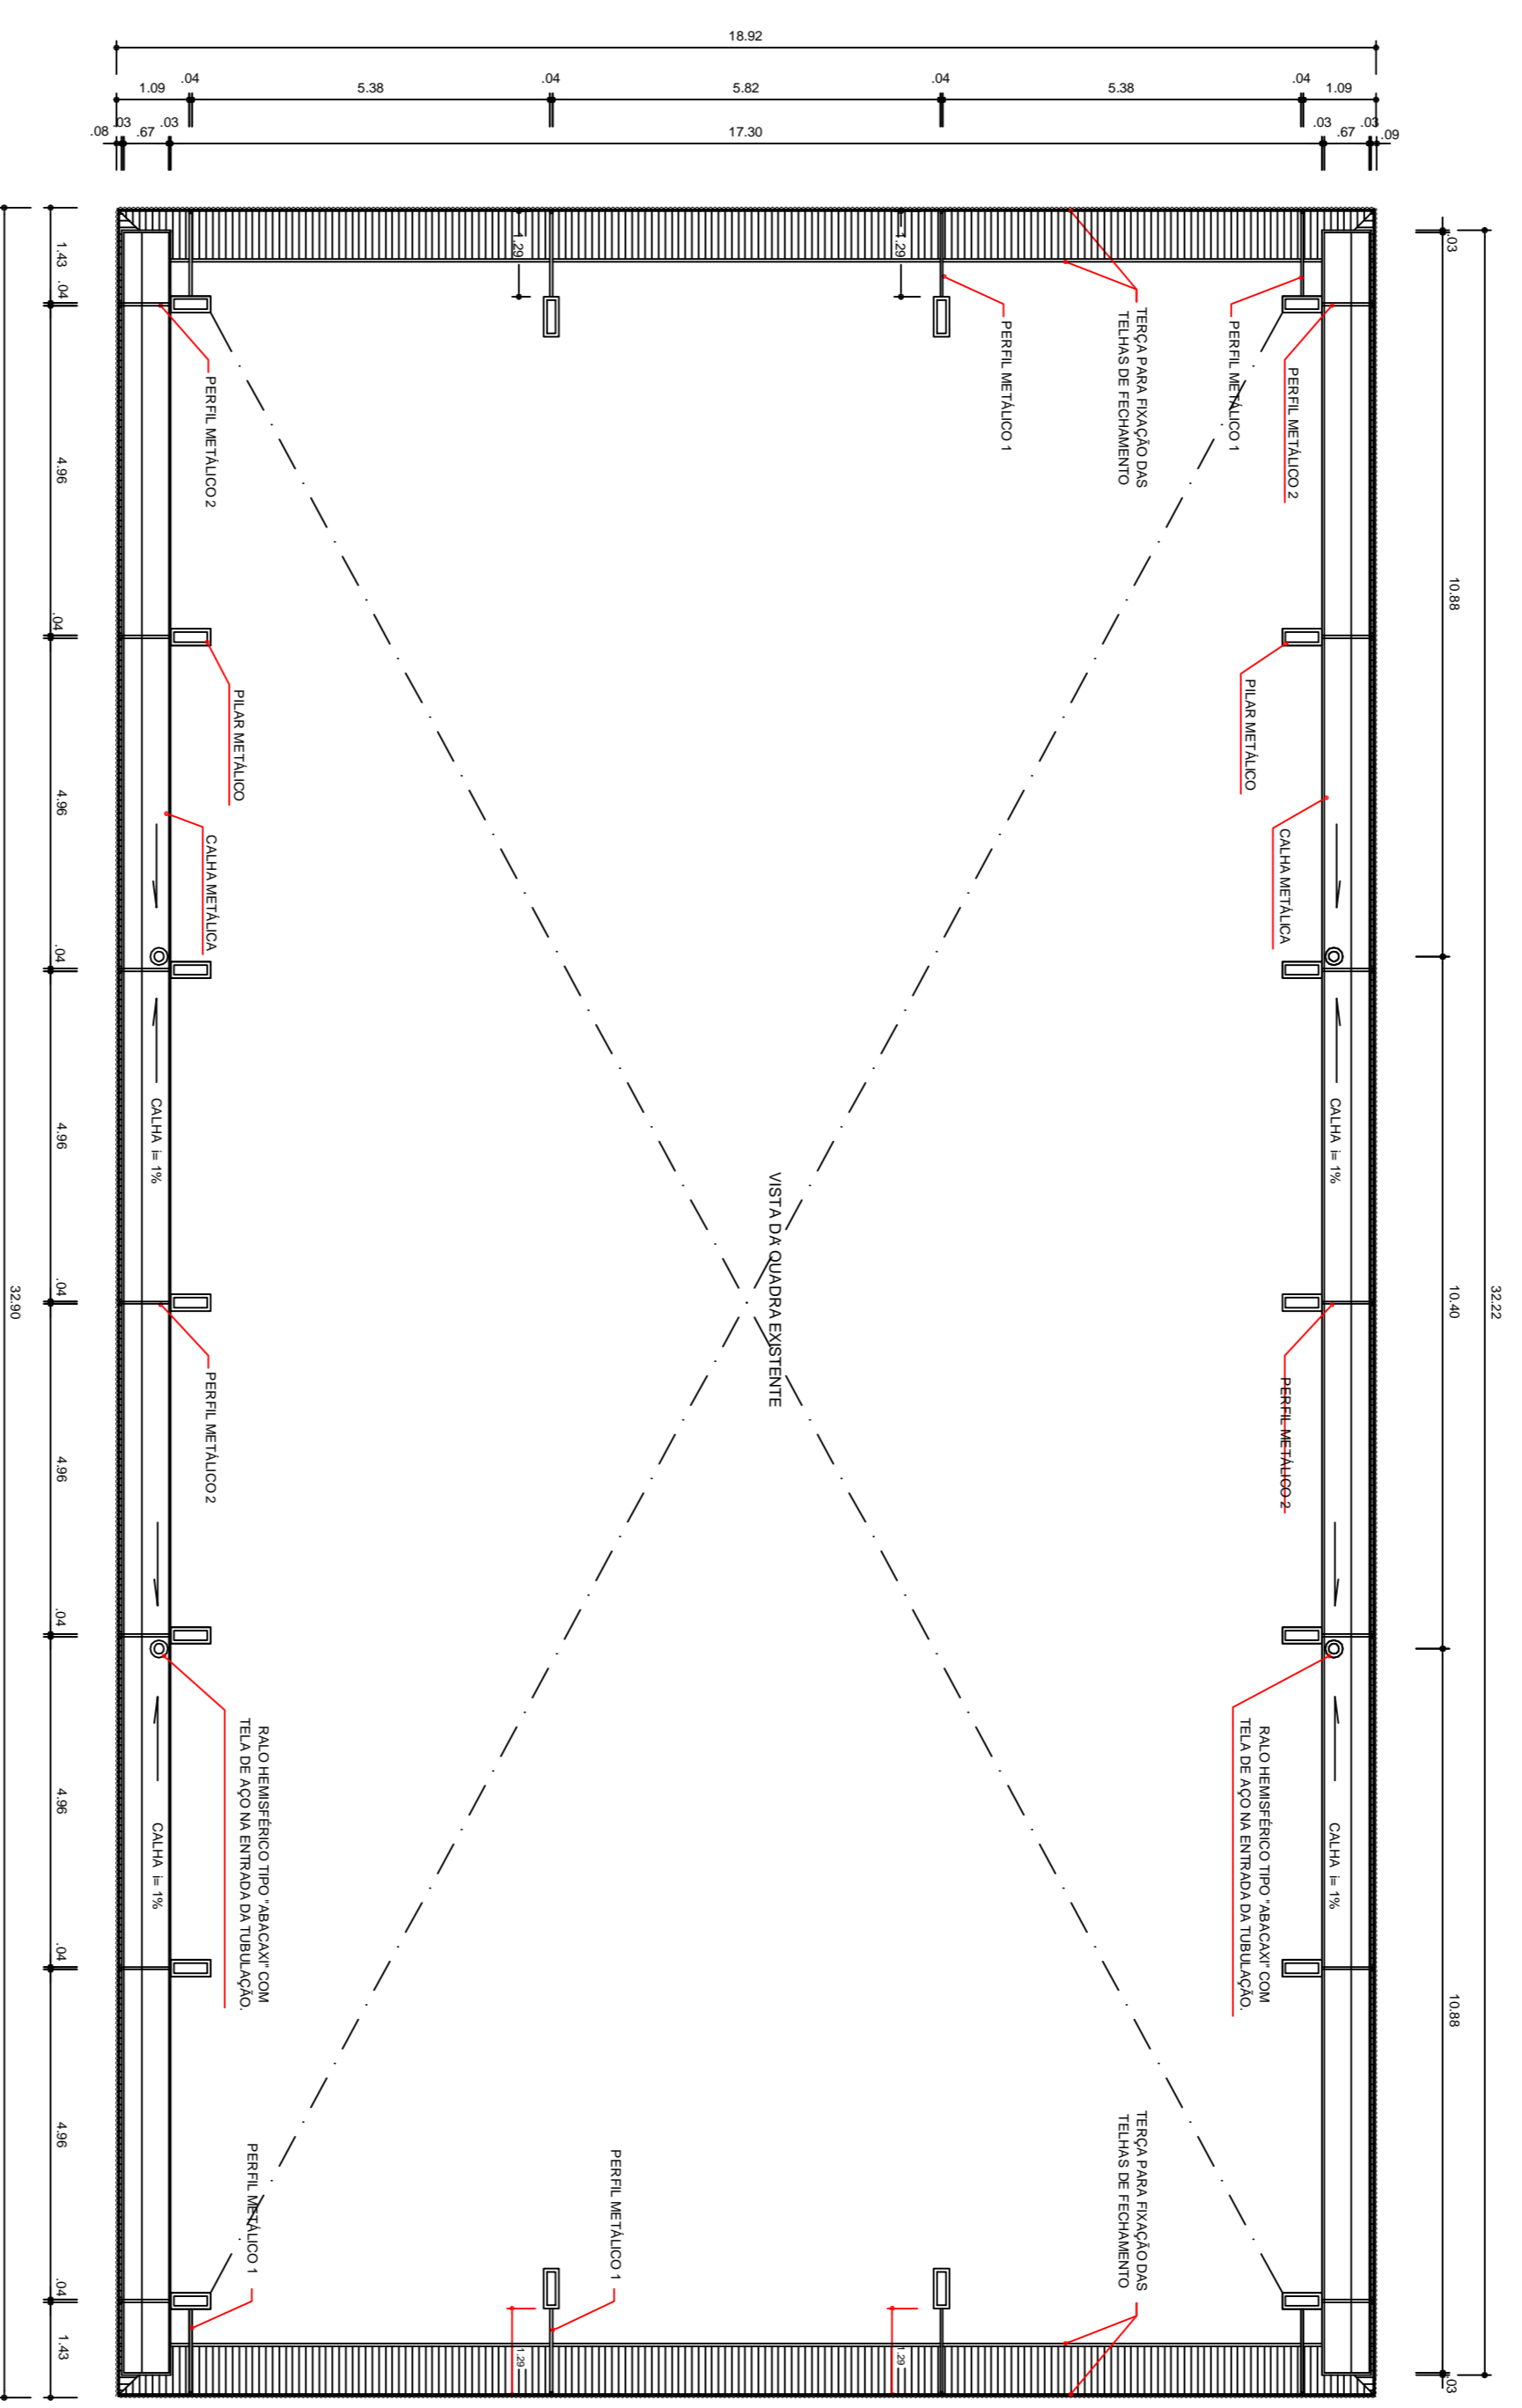 18.92
.04
.04
.04
.04
1.09
5.38
5.82
5.38
1.09
.08
.03
.67
.03
17.30
.03
.67
.03
.09
1.43
.04
4.96
.04
4.96
.04
4.96
.04
4.96
.04
4.96
.04
4.96
.04
1.43
32.90
.03
10.88
10.40
10.88
.03
32.22
1.29
1.29
PERFIL METÁLICO 2
PERFIL METÁLICO 1
TERÇA PARA FIXAÇÃO DAS
TELHAS DE FECHAMENTO
PERFIL METÁLICO 1
PERFIL METÁLICO 2
PILAR METÁLICO
PILAR METÁLICO
CALHA METÁLICA
CALHA METÁLICA
CALHA i= 1%
CALHA i= 1%
VISTA DA QUADRA EXISTENTE
PERFIL METÁLICO 2
PERFIL METÁLICO 2
RALO HEMISFÉRICO TIPO "ABACAXI" COM
TELA DE AÇO NA ENTRADA DA TUBULAÇÃO.
RALO HEMISFÉRICO TIPO "ABACAXI" COM
TELA DE AÇO NA ENTRADA DA TUBULAÇÃO.
CALHA i= 1%
CALHA i= 1%
PERFIL METÁLICO 1
PERFIL METÁLICO 1
TERÇA PARA FIXAÇÃO DAS
TELHAS DE FECHAMENTO
1.29
1.29